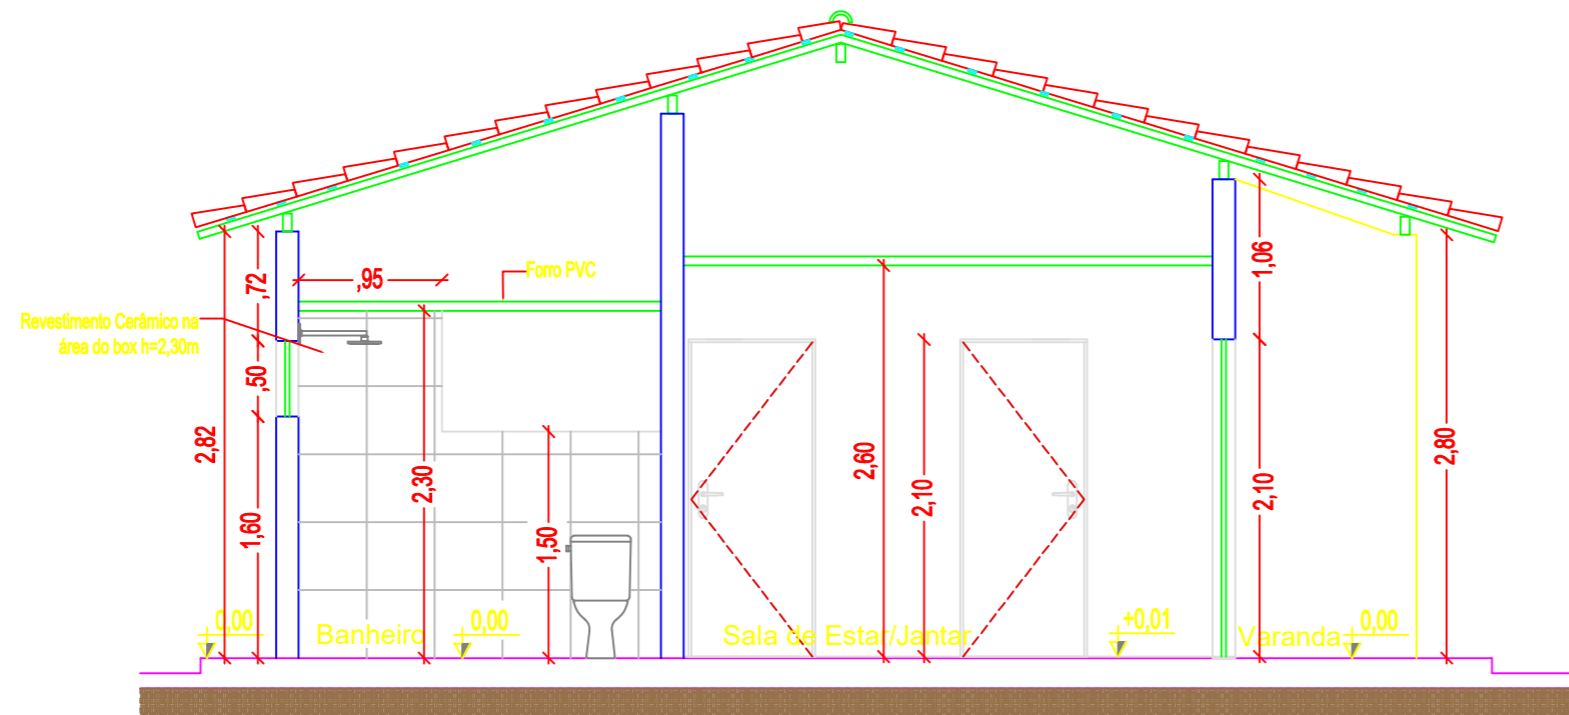 Forro PVC
,95
,72
1,06
Revestimento Cerâmico na
área do box h=2,30m
,50
2,82
2,60
2,80
2,30
2,10
2,10
1,60
1,50
0,00
Banheiro
0,00
Sala de Estar/Jantar
+0,01
Varanda
0,00